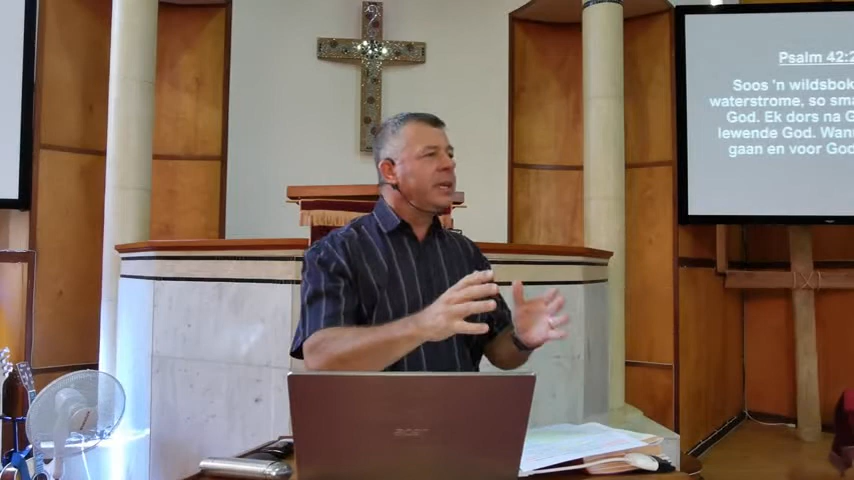 Psalm 42:2
Soos 'n wildsbok
waterstrome, so sma
God. Ek dors na G
lewende God. Wann
gaan en voor God
acer